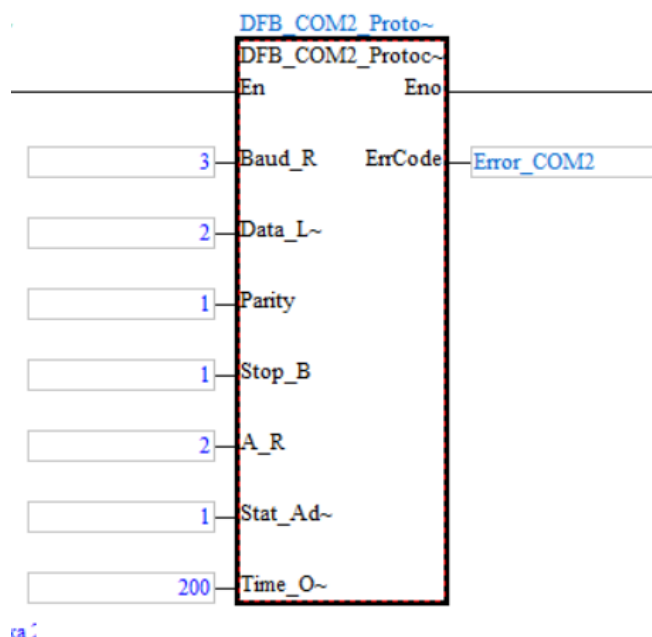 DFB_COM2_Proto~
DFB_COM2_Protoc~
En Eno
3 Baud_R ErrCode Error_COM2
2 Data_L~
1 Parity
1 Stop_B
2 A_R
1 Stat_Ad~
200 Time_O~